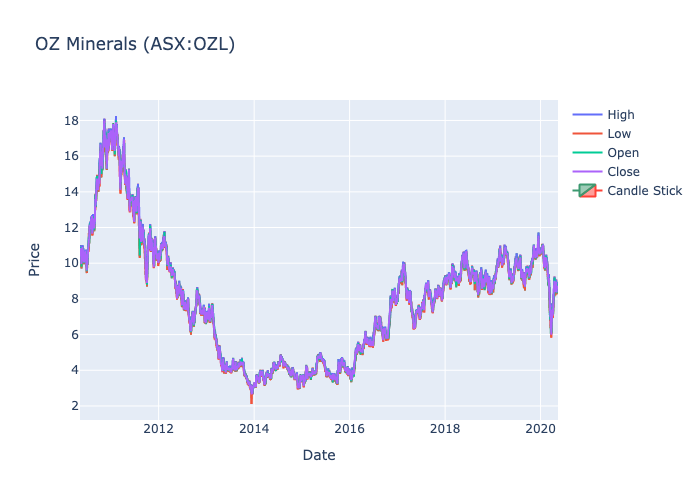 OZ Minerals (ASX:OZL)
18
16
14
12
10
8
6
4
2
Price
2012
2014
2016
2018
2020
Date
High
Low
Open
Close
Candle Stick